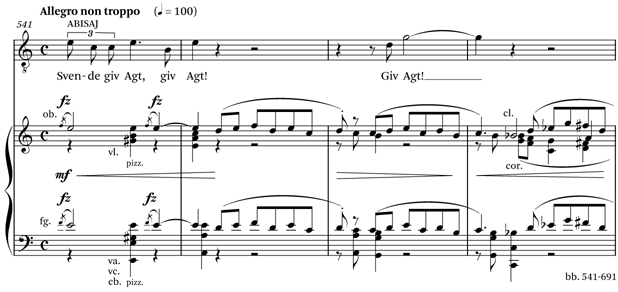 Allegro non troppo (♩ = 100)
541
ABISAJ
3
Sven-de giv Agt, giv Agt! Giv Agt!
fz fz
ob. cl.
vl.
pizz.
cor.
mf
fz fz
fg.
va.
vc.
cb. pizz.
bb. 541-691